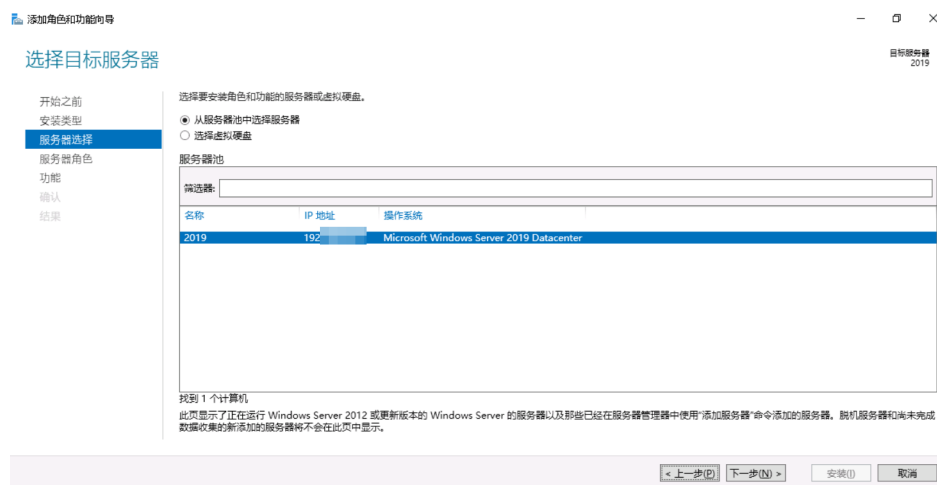 添加角色和功能向导
选择目标服务器
目标服务器
2019
开始之前
安装类型
服务器选择
服务器角色
功能
确认
结果
选择要安装角色和功能的服务器或虚拟硬盘。
从服务器池中选择服务器
选择虚拟硬盘
服务器池
筛选器:
名称 IP 地址 操作系统
2019 192 Microsoft Windows Server 2019 Datacenter
找到 1 个计算机
此页显示了正在运行 Windows Server 2012 或更新版本的 Windows Server 的服务器以及那些已经在服务器管理器中使用"添加服务器"命令添加的服务器。脱机服务器和尚未完成
数据收集的新添加的服务器将不会在此页中显示。
< 上一步(P) 下一步(N) > 安装(I) 取消